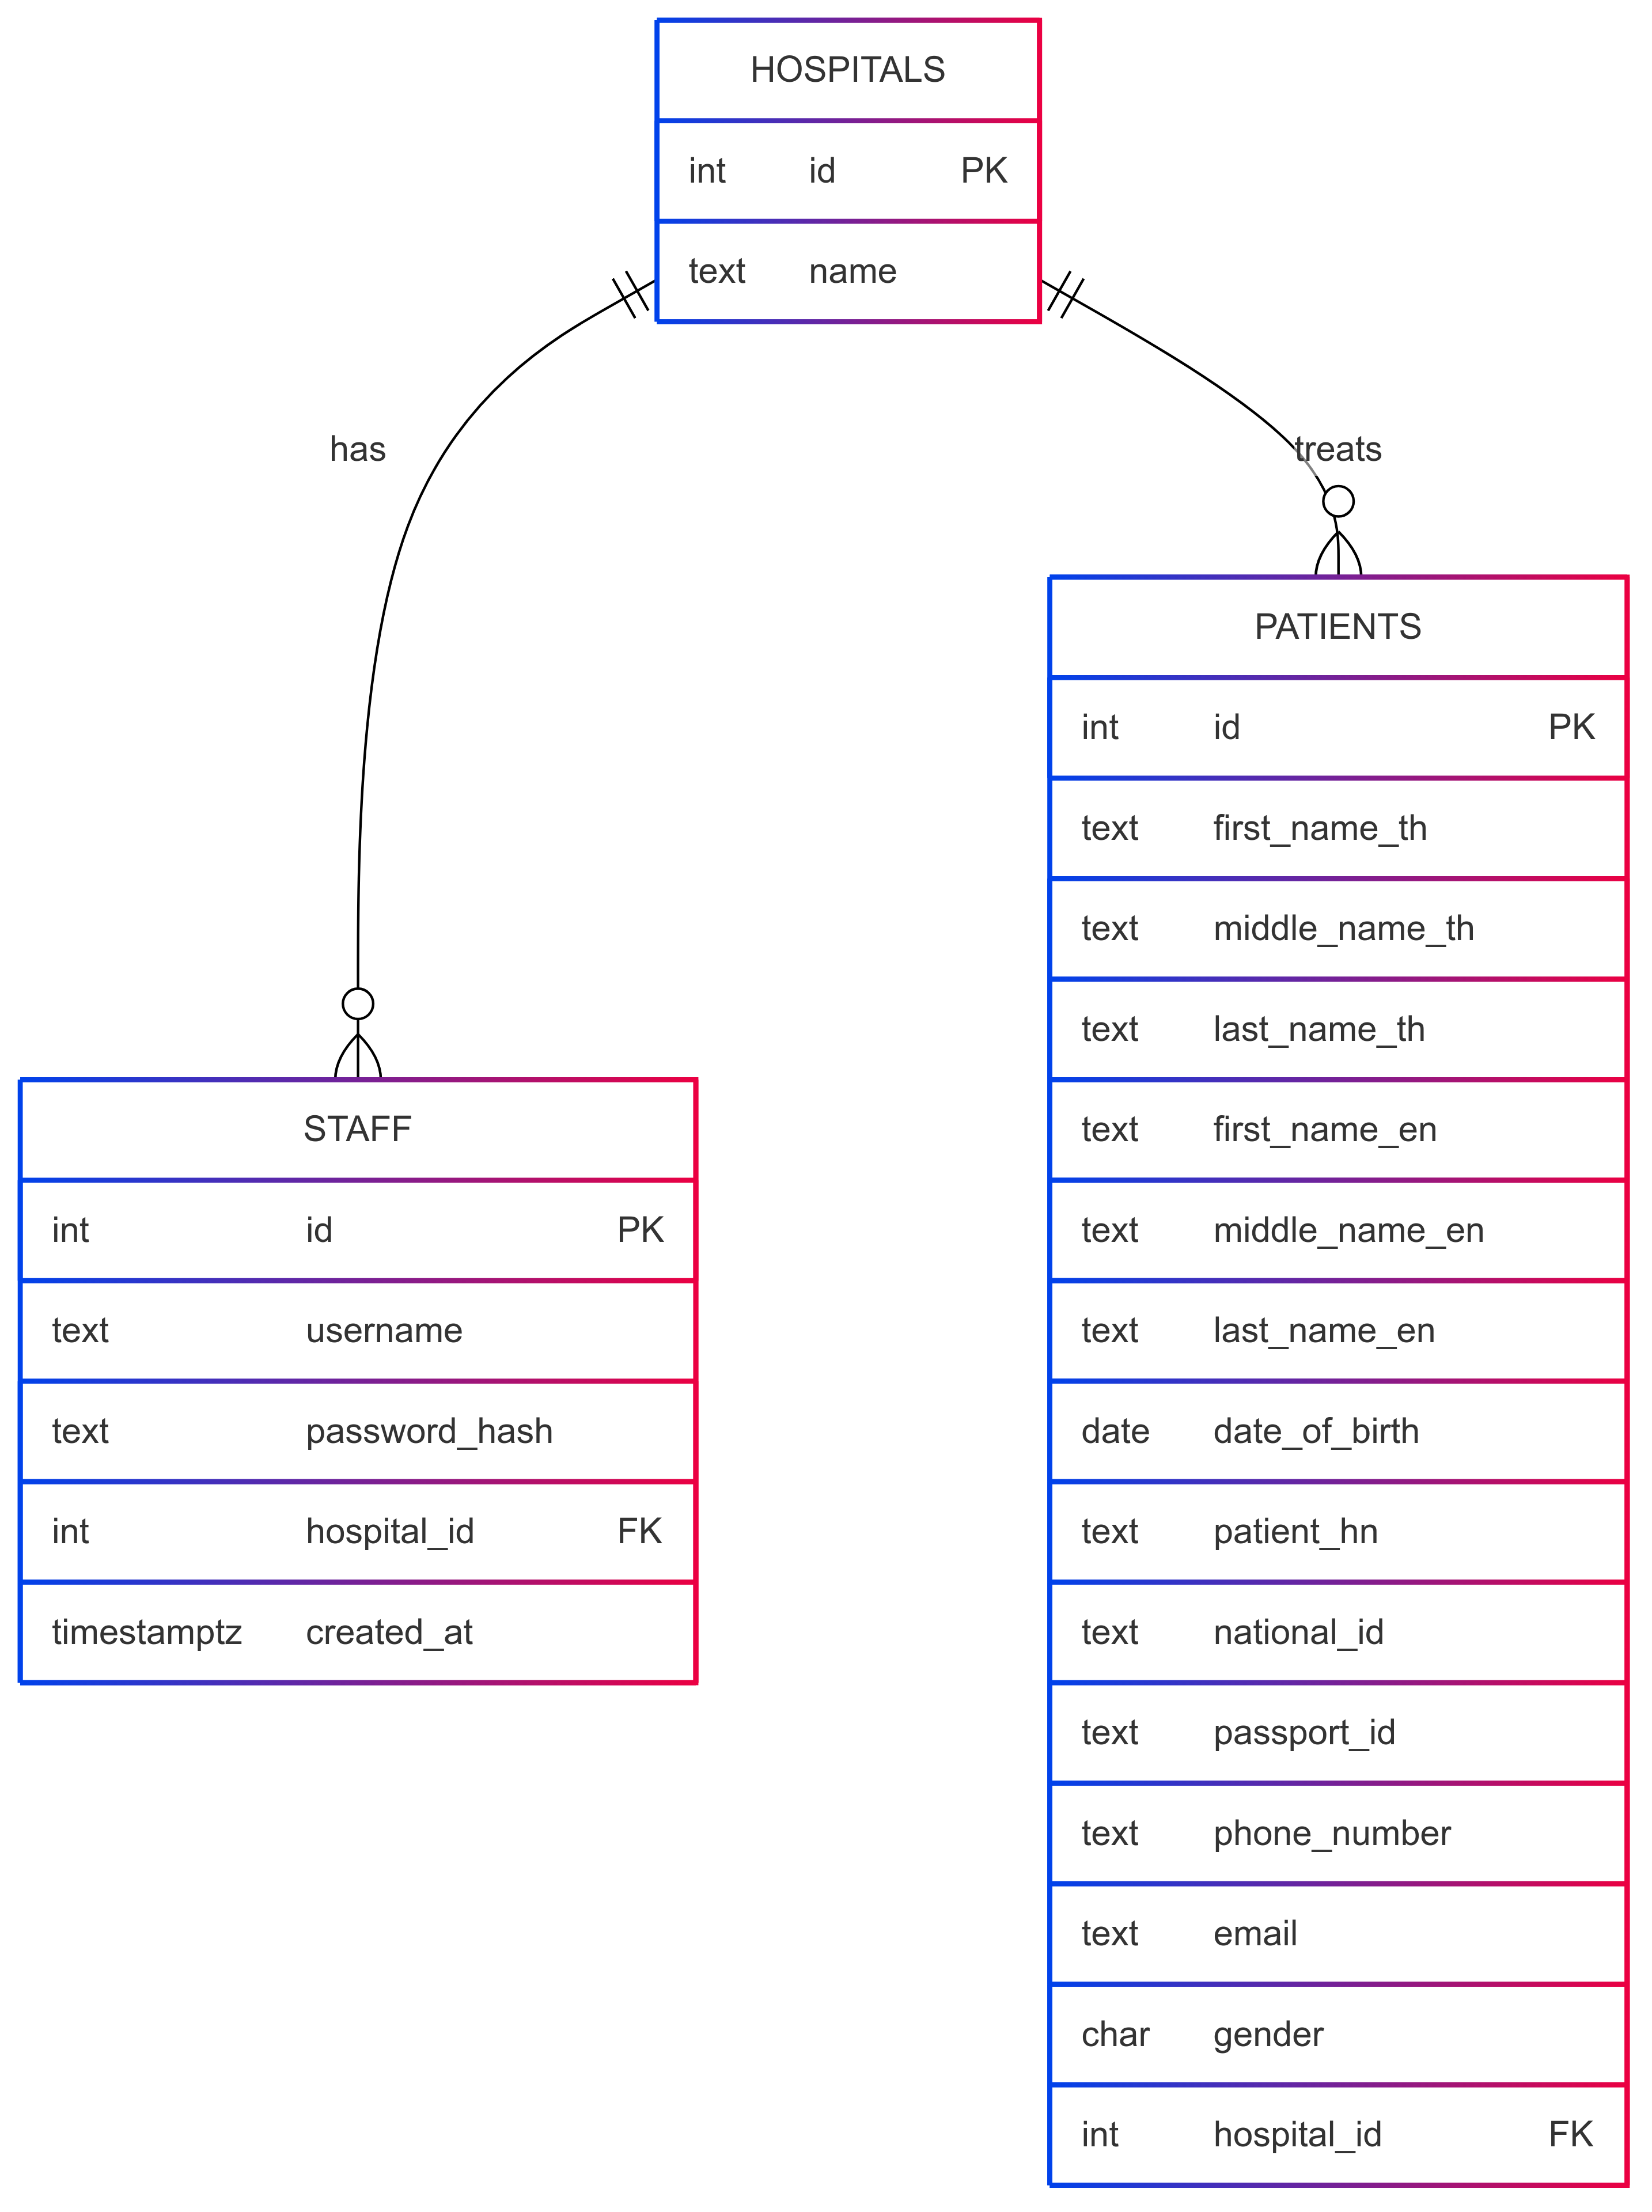 HOSPITALS
int id PK
text name
has
treats
PATIENTS
int id PK
text first_name_th
text middle_name_th
text last_name_th
text first_name_en
text middle_name_en
text last_name_en
date date_of_birth
text patient_hn
text national_id
text passport_id
text phone_number
text email
char gender
int hospital_id FK
STAFF
int id PK
text username
text password_hash
int hospital_id FK
timestamptz created_at